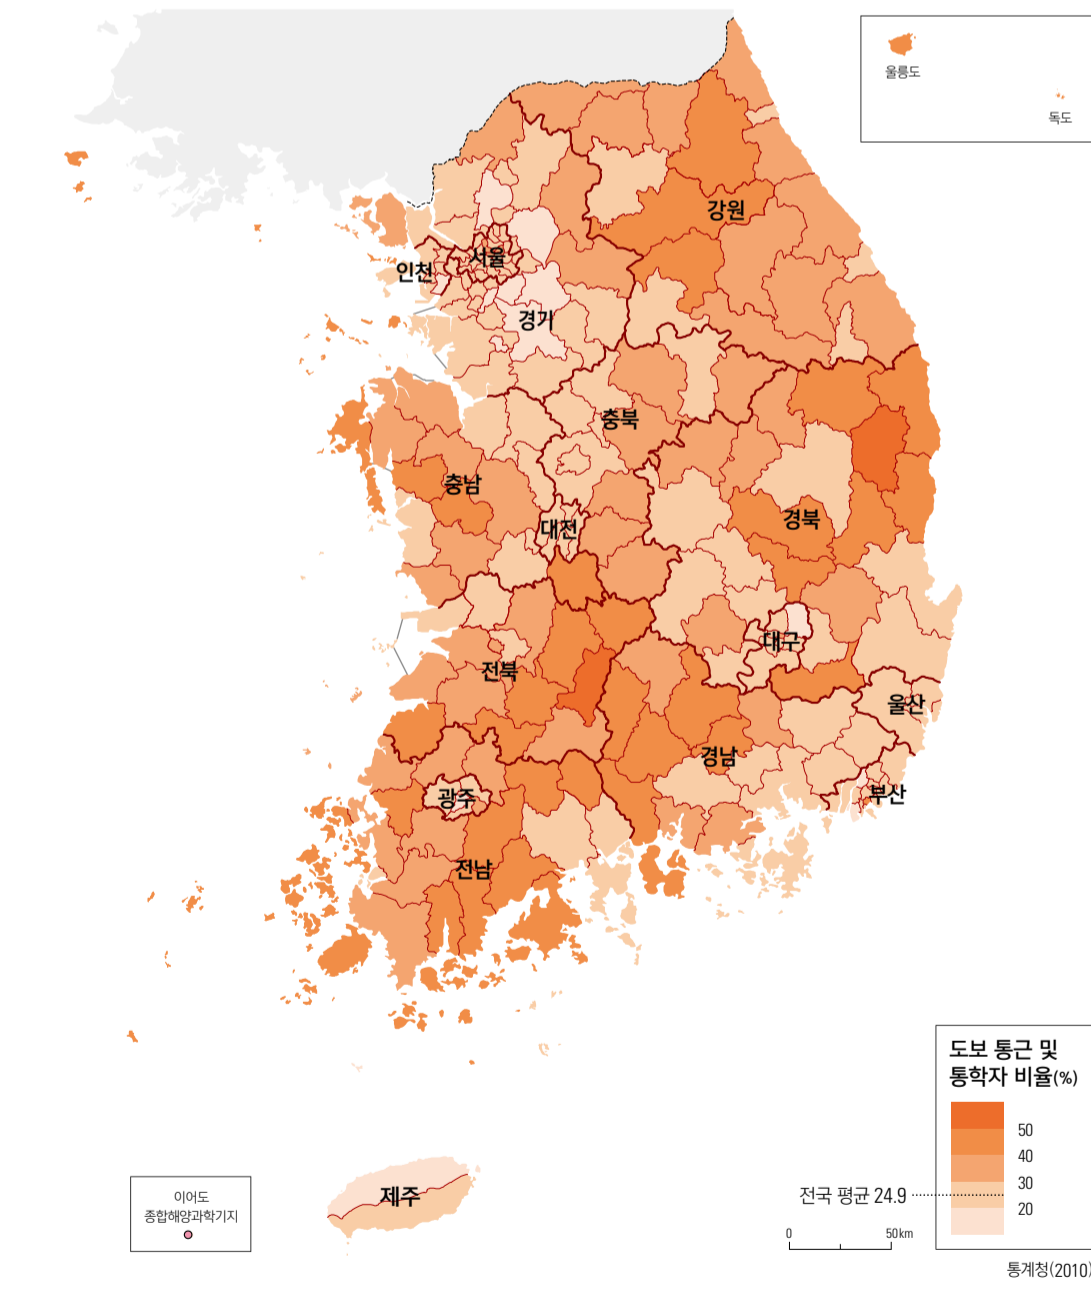 울릉도
독도
강원
서울
인천
경기
충북
충남
경북
대전
대구
전북
울산
경남
부산
광주
전남
도보 통근 및
통학자 비율(%)
50
40
30
20
전국 평균 24.9
제주
이어도
종합해양과학기지
0 50km
통계청(2010)